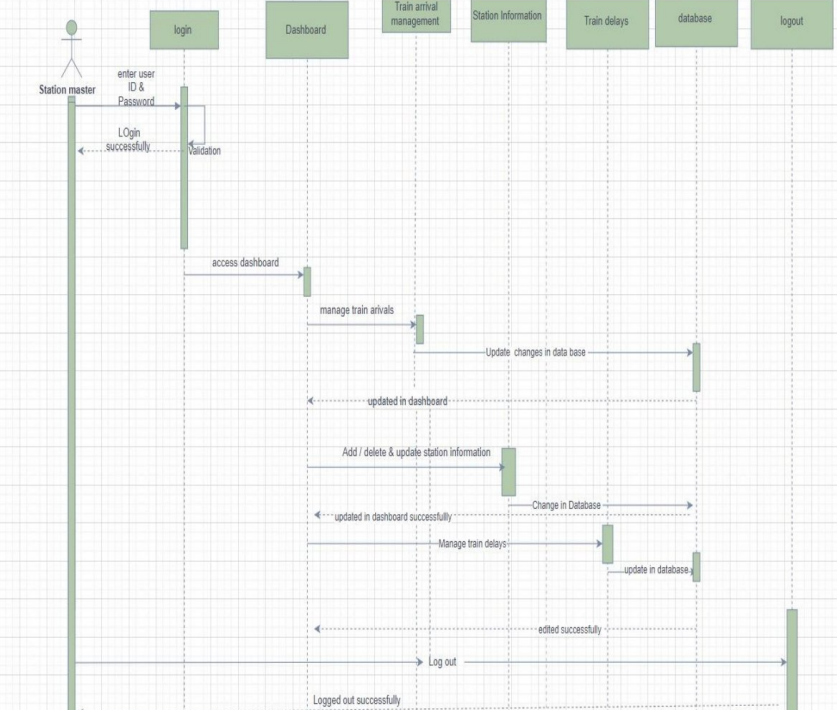 Train arrival
management
Station Information
login
Dashboard
Train delays
database
logout
Station master
enter user
ID &
Password
LOgin
successfully
Validation
access dashboard
manage train arivals
Update changes in data base
updated in dashboard
Add / delete & update station information
Change in Database
updated in dashboard successfullly
Manage train delays
update in database
edited successfully
Log out
Logged out successfully